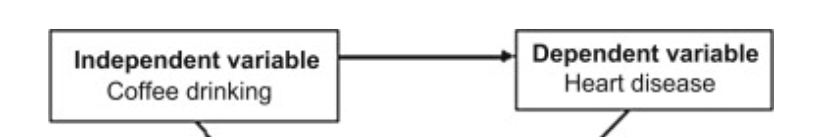 Independent variable
Coffee drinking
Dependent variable
Heart disease